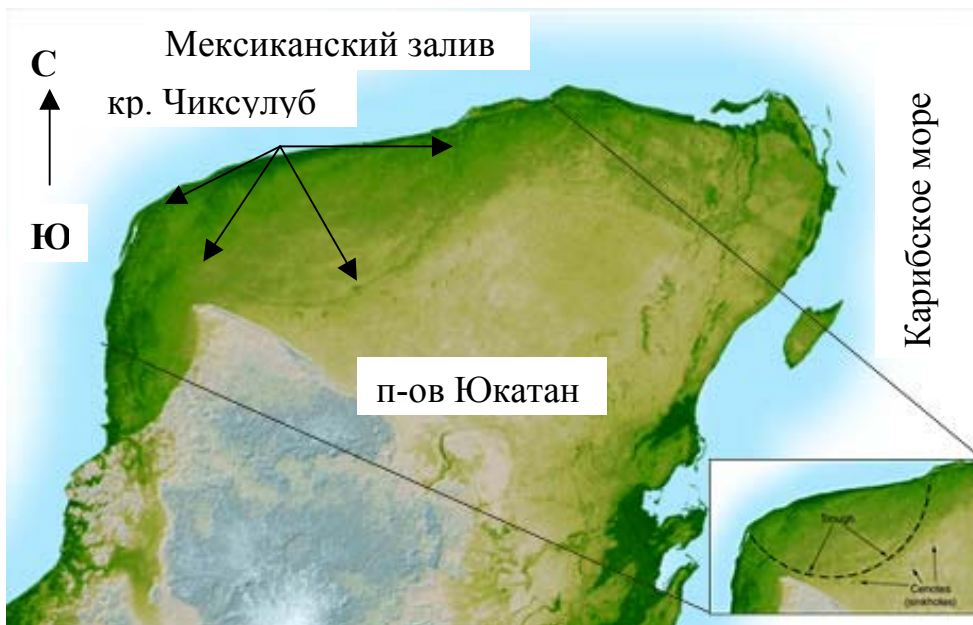 Мексиканский залив
С
кр. Чиксулуб
Ю
Карибское море
п-ов Юкатан
Trough
Cenotes
(sinkholes)